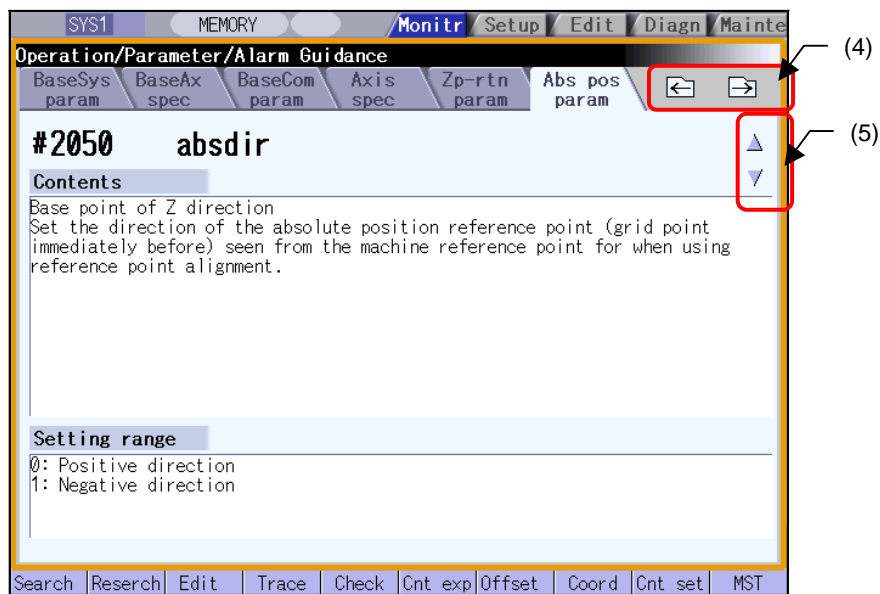 SYS1 MEMORY Monitr Setup Edit Diagn Mainte
Operation/Parameter/Alarm Guidance
BaseSys param BaseAx spec BaseCom param Axis spec Zp-rtn param Abs pos param
(4)
#2050 absdir
(5)
Contents
Base point of Z direction
Set the direction of the absolute position reference point (grid point
immediately before) seen from the machine reference point for when using
reference point alignment.
Setting range
0: Positive direction
1: Negative direction
Search Reserch Edit Trace Check Cnt exp Offset Coord Cnt set MST